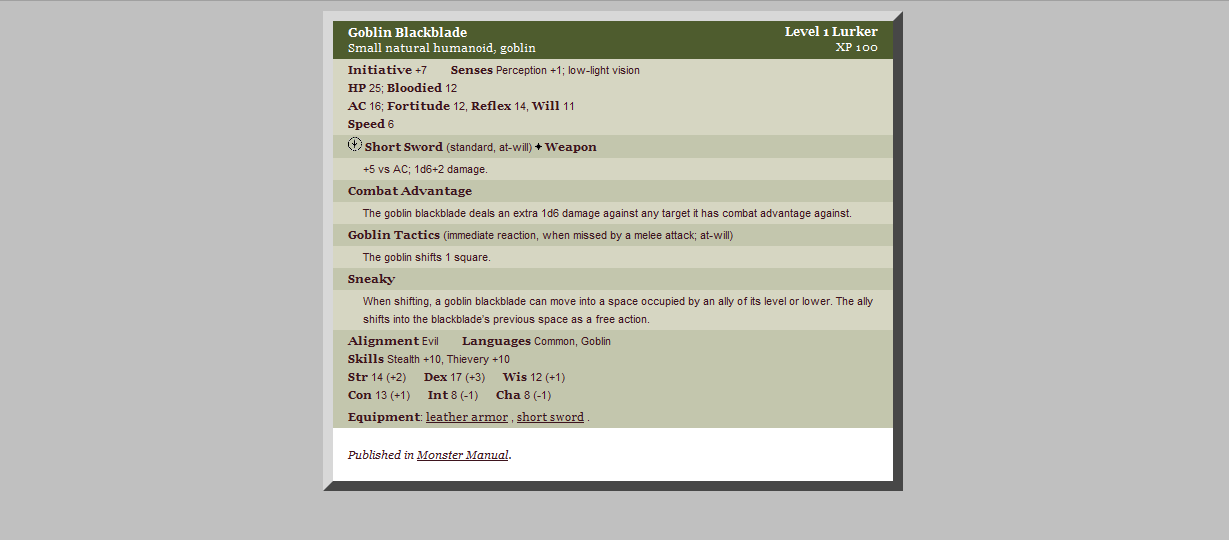 Goblin Blackblade Level 1 Lurker
Small natural humanoid, goblin XP 100
Initiative +7 Senses Perception +1; low-light vision
HP 25; Bloodied 12
AC 16; Fortitude 12, Reflex 14, Will 11
Speed 6
Short Sword (standard, at-will) ✦ Weapon
+5 vs AC; 1d6+2 damage.
Combat Advantage
The goblin blackblade deals an extra 1d6 damage against any target it has combat advantage against.
Goblin Tactics (immediate reaction, when missed by a melee attack; at-will)
The goblin shifts 1 square.
Sneaky
When shifting, a goblin blackblade can move into a space occupied by an ally of its level or lower. The ally
shifts into the blackblade's previous space as a free action.
Alignment Evil Languages Common, Goblin
Skills Stealth +10, Thievery +10
Str 14 (+2) Dex 17 (+3) Wis 12 (+1)
Con 13 (+1) Int 8 (-1) Cha 8 (-1)
Equipment: leather armor , short sword .
Published in Monster Manual.